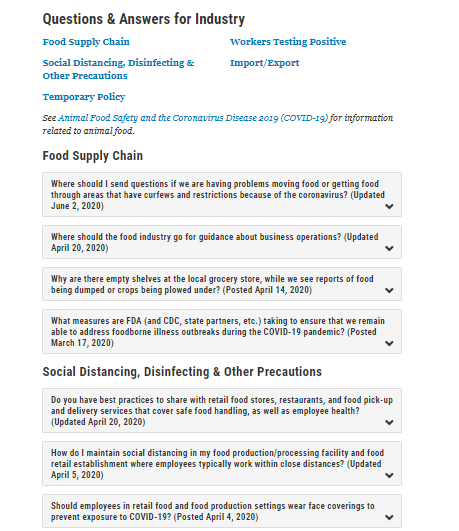 Questions & Answers for Industry
Food Supply Chain
Workers Testing Positive
Social Distancing, Disinfecting &
Other Precautions
Import/Export
Temporary Policy
See Animal Food Safety and the Coronavirus Disease 2019 (COVID-19) for information
related to animal food.
Food Supply Chain
Where should I send questions if we are having problems moving food or getting food
through areas that have curfews and restrictions because of the coronavirus? (Updated
June 2, 2020)
Where should the food industry go for guidance about business operations? (Updated
April 20, 2020)
Why are there empty shelves at the local grocery store, while we see reports of food
being dumped or crops being plowed under? (Posted April 14, 2020)
What measures are FDA (and CDC, state partners, etc.) taking to ensure that we remain
able to address foodborne illness outbreaks during the COVID-19 pandemic? (Posted
March 17, 2020)
Social Distancing, Disinfecting & Other Precautions
Do you have best practices to share with retail food stores, restaurants, and food pick-up
and delivery services that cover safe food handling, as well as employee health?
(Updated April 20, 2020)
How do I maintain social distancing in my food production/processing facility and food
retail establishment where employees typically work within close distances? (Updated
April 5, 2020)
Should employees in retail food and food production settings wear face coverings to
prevent exposure to COVID-19? (Posted April 4, 2020)